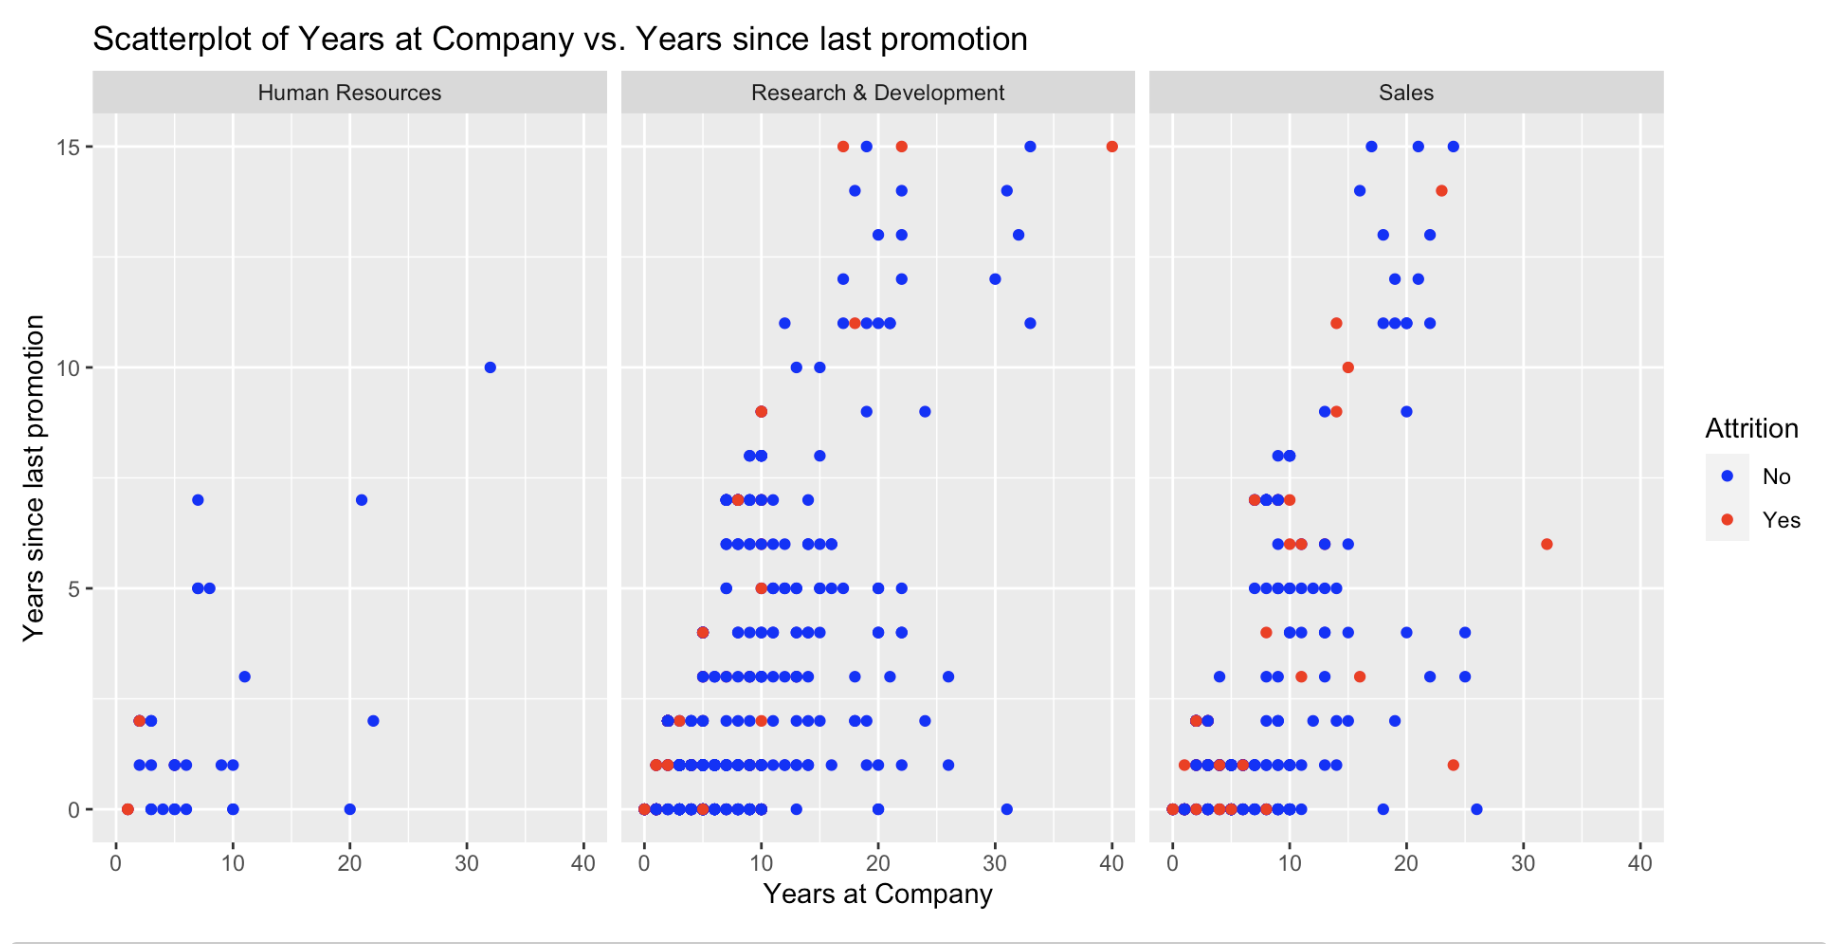 Scatterplot of Years at Company vs. Years since last promotion
Human Resources
Research & Development
Sales
Years since last promotion
15
10
5
0
0 10 20 30 40
0 10 20 30 40
0 10 20 30 40
Years at Company
Attrition
No
Yes